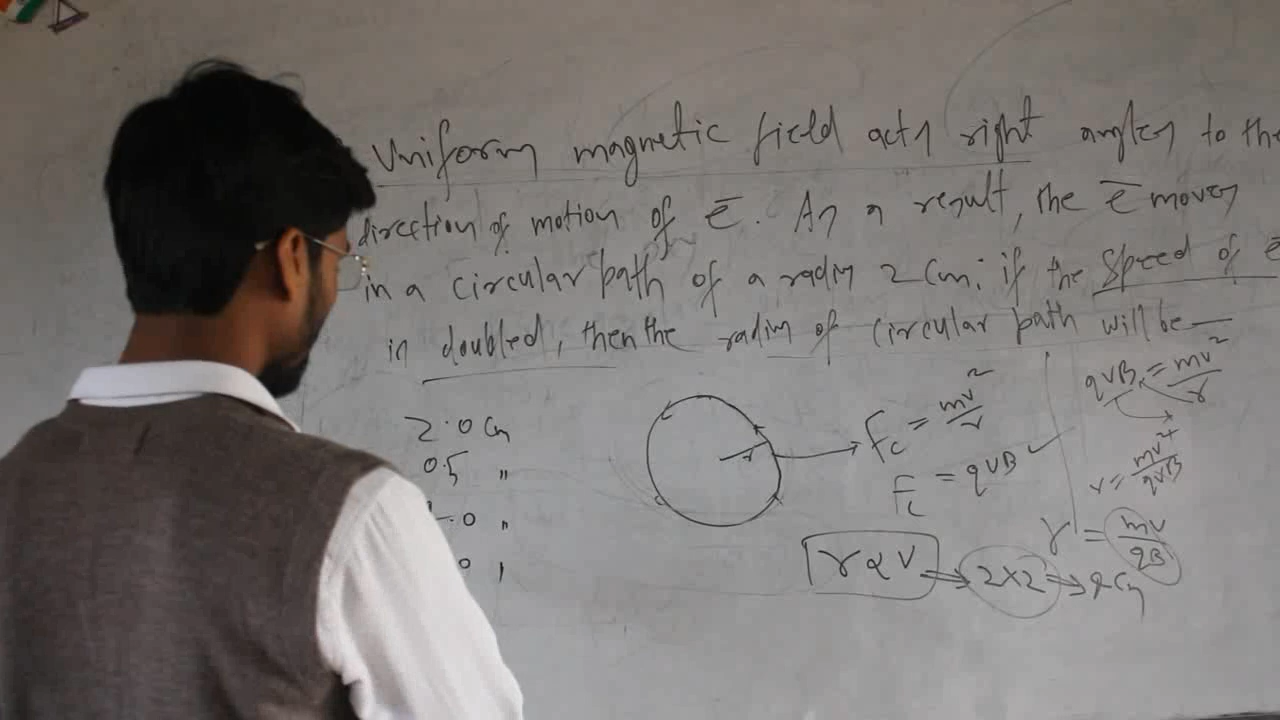 Uniform magnetic field acts right angles to the
direction of motion of e̅. As a result, the e̅ moves
in a circular path of a radius 2 cm. if the speed of e̅
is doubled, then the radius of circular path will be—
2.0 cm
0.5 "
.0 "
0 "
r
Fc = mv²/r
Fc = qVB ✓
qVB = mv²/r
r = mv²/qVB
r = mv/qB
r ∝ V → 2×2 →